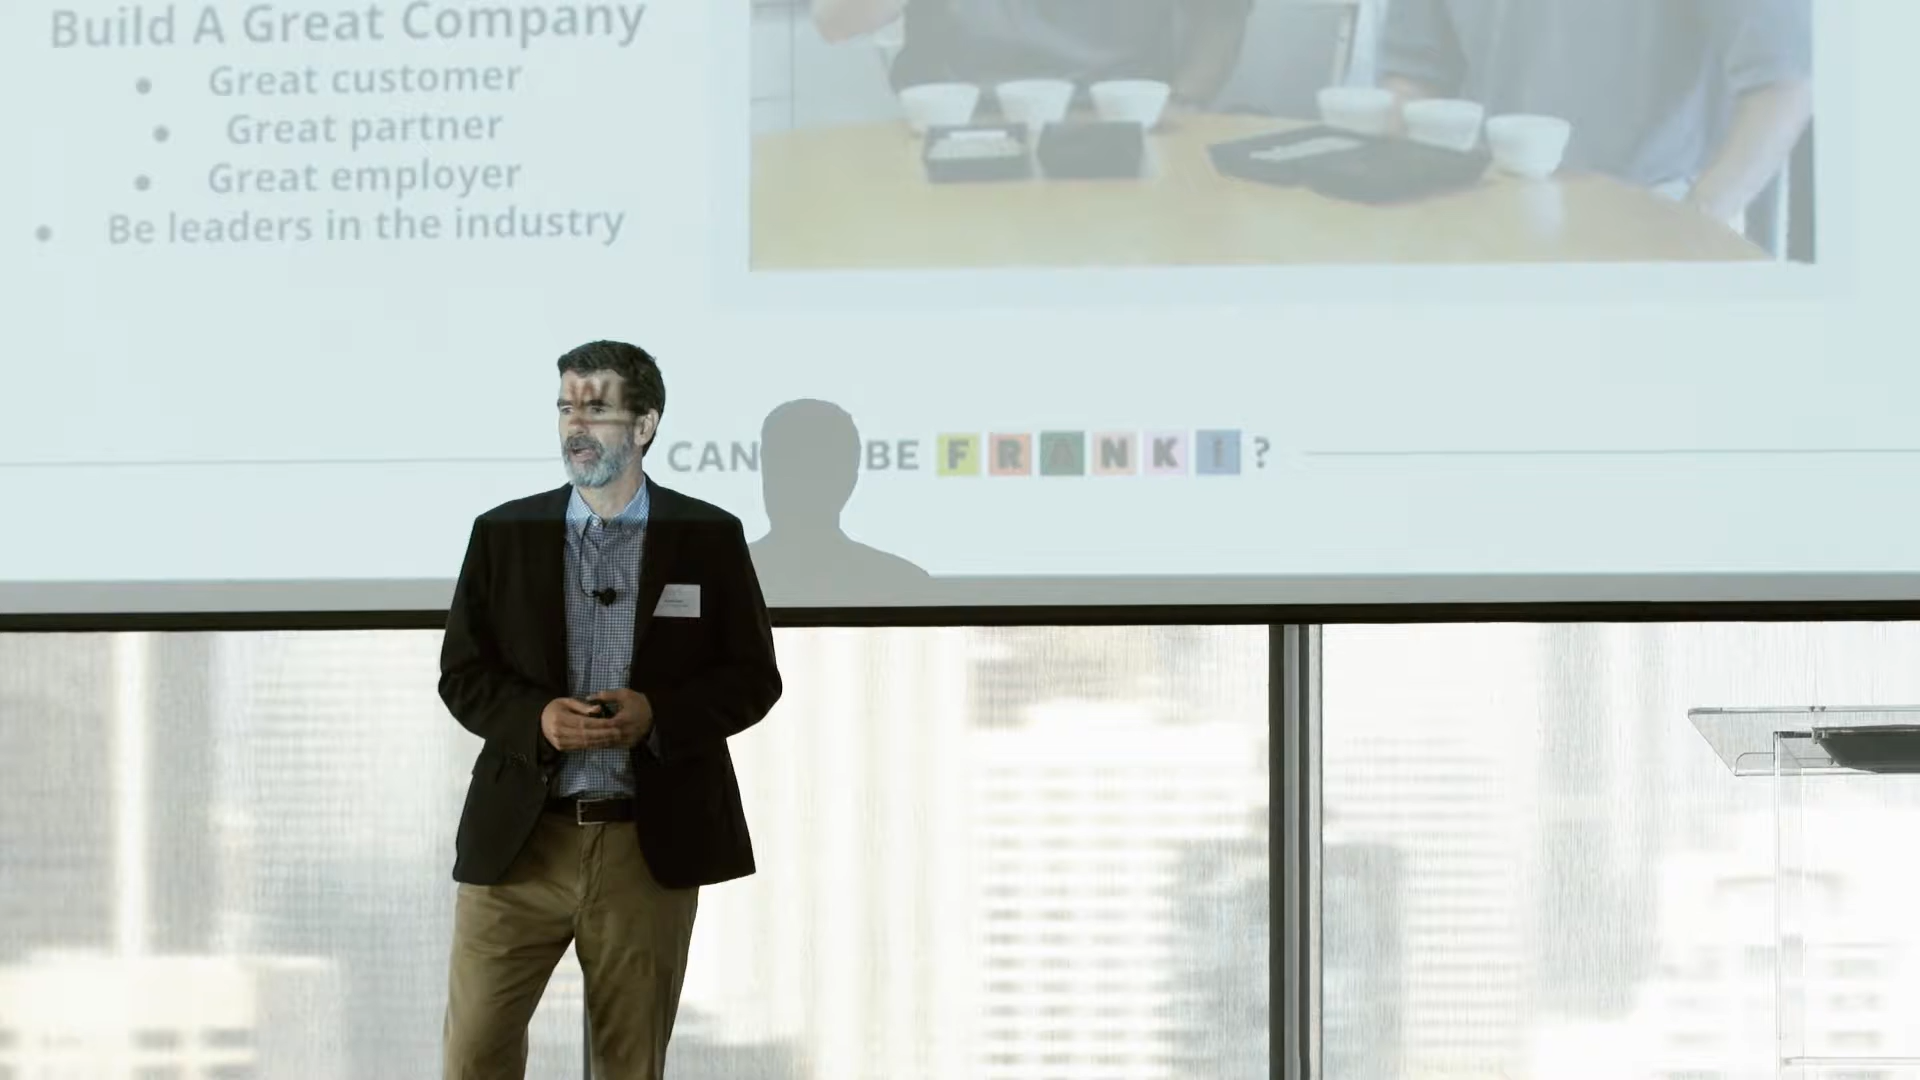 Build A Great Company
• Great customer
• Great partner
• Great employer
• Be leaders in the industry
CAN BE FRANKI?